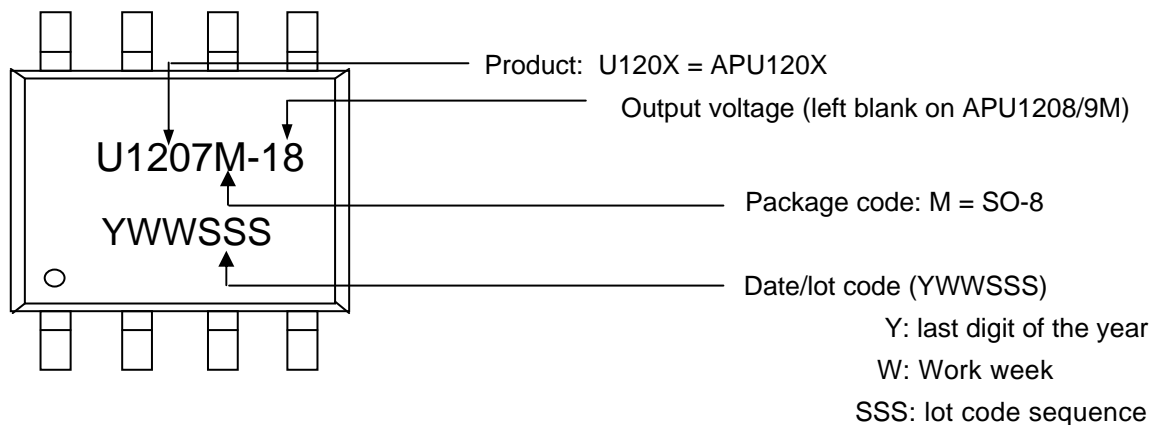 Product: U120X = APU120X
Output voltage (left blank on APU1208/9M)
U1207M-18
Package code: M = SO-8
YWWSSS
Date/lot code (YWWSSS)
Y: last digit of the year
W: Work week
SSS: lot code sequence